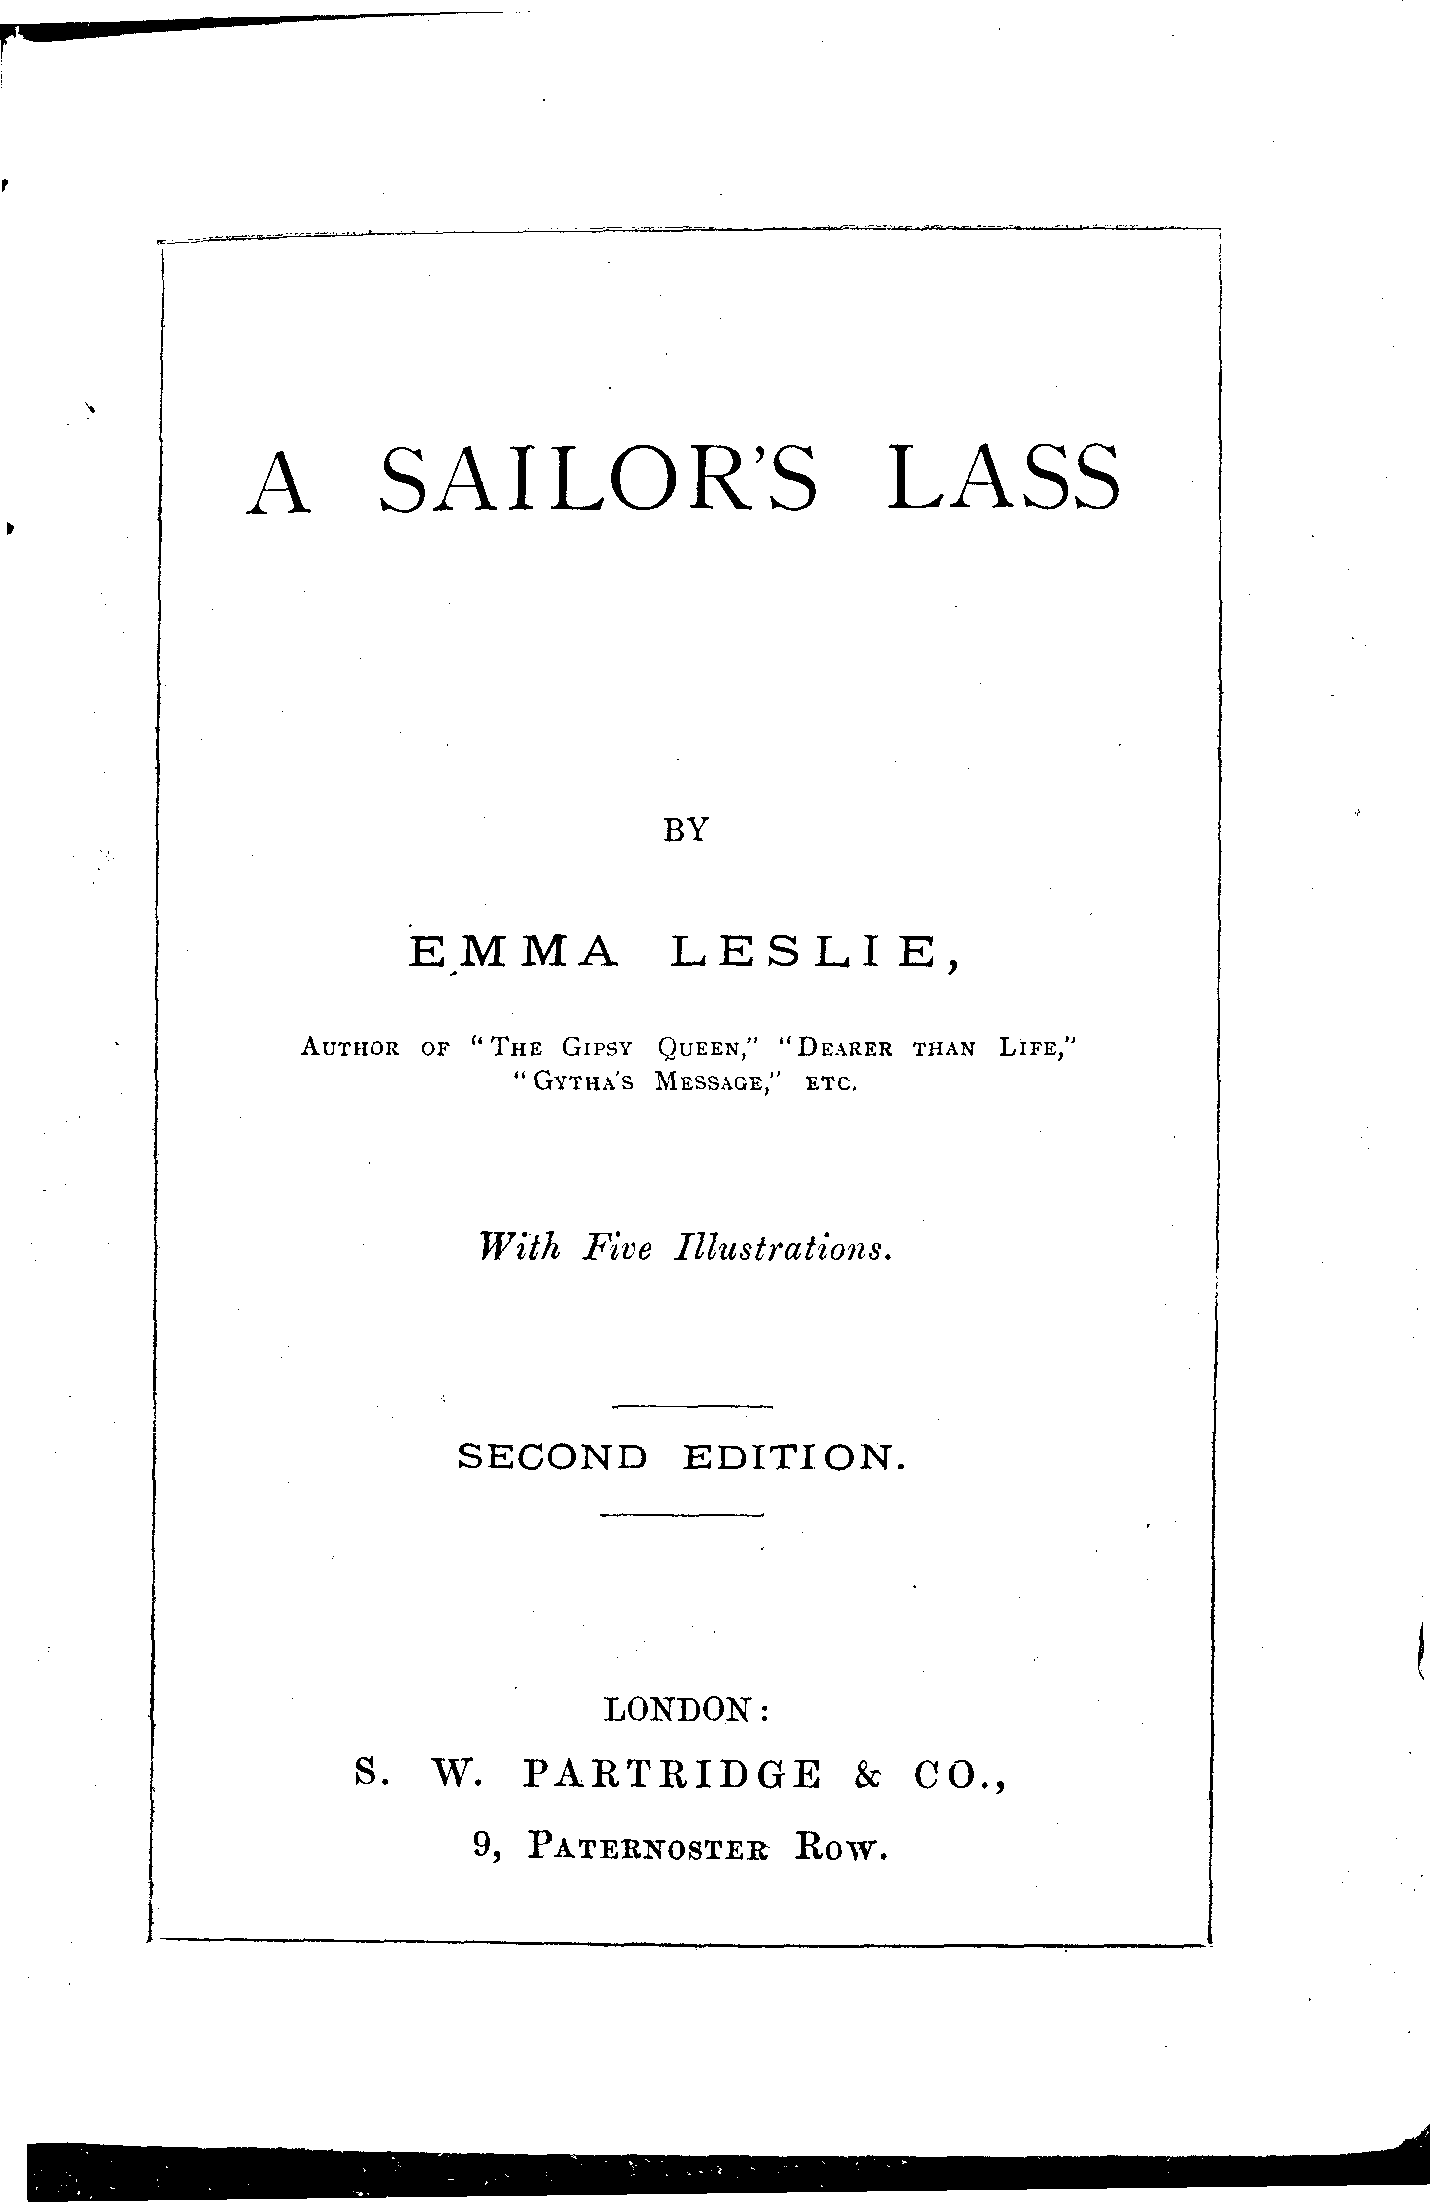 A SAILOR'S LASS
BY
EMMA LESLIE,
AUTHOR OF "THE GIPSY QUEEN," "DEARER THAN LIFE,"
"GYTHA'S MESSAGE," ETC.
With Five Illustrations.
SECOND EDITION.
LONDON:
S. W. PARTRIDGE & CO.,
9, PATERNOSTER ROW.